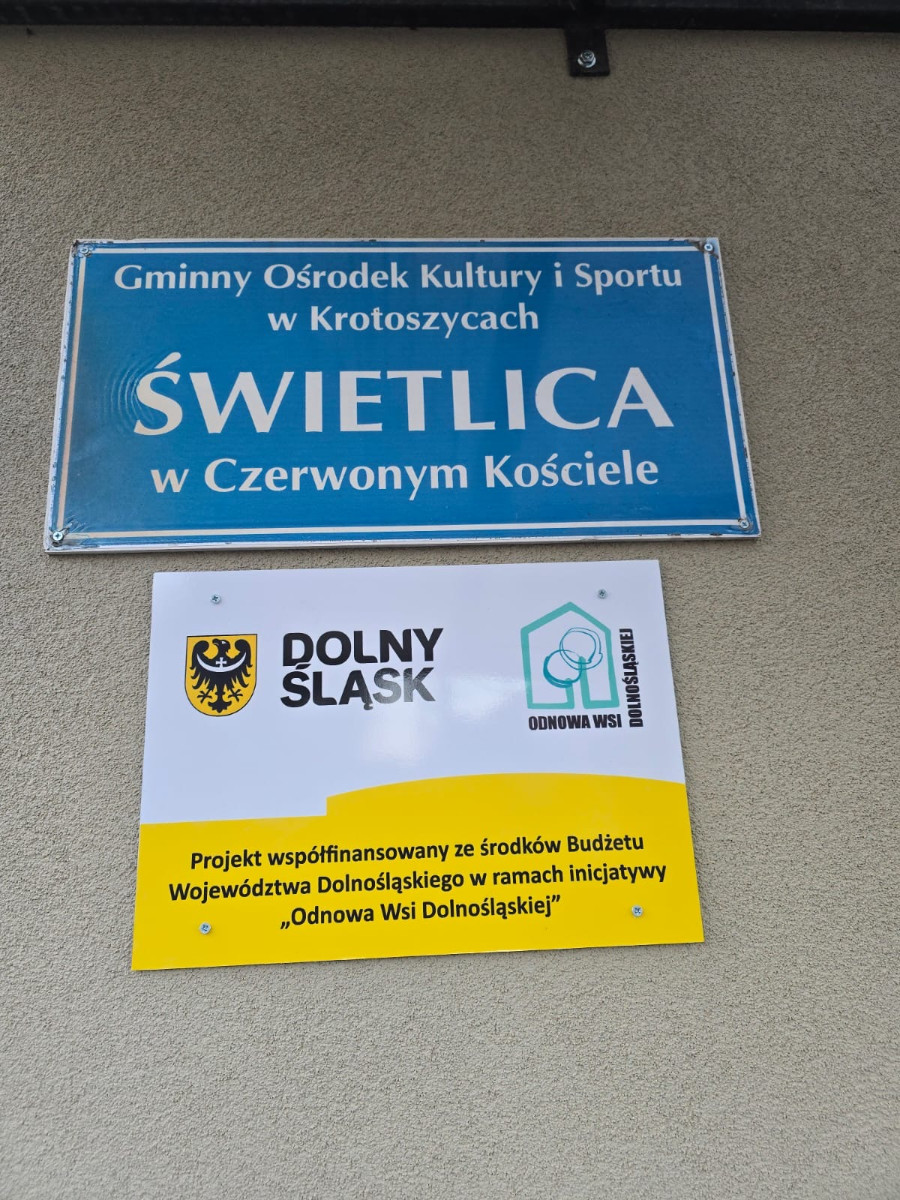 Gminny Ośrodek Kultury i Sportu
w Krotoszycach
ŚWIETLICA
w Czerwonym Kościele
DOLNY
ŚLĄSK
ODNOWA WSI
DOLNOŚLĄSKIEJ
Projekt współfinansowany ze środków Budżetu
Województwa Dolnośląskiego w ramach inicjatywy
„Odnowa Wsi Dolnośląskiej”